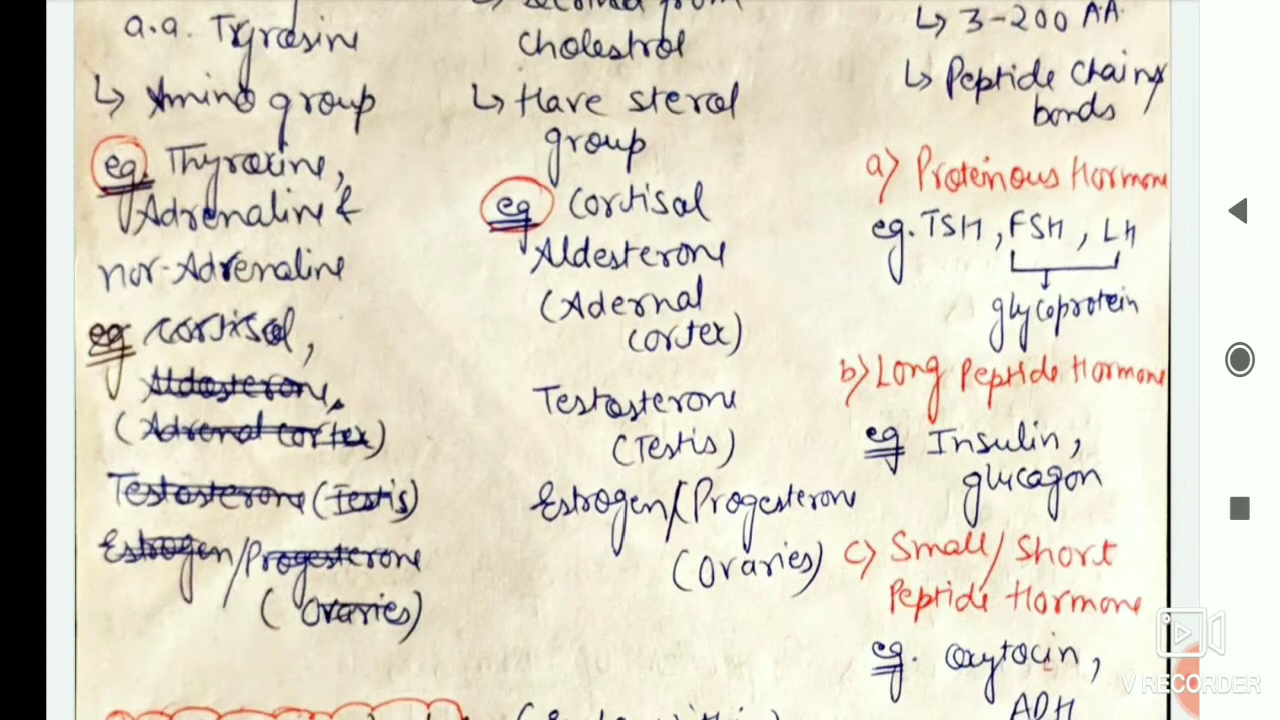 a.a. Tyrosine
↳ Amino group
eg. Thyroxine,
Adrenaline &
nor-Adrenaline
eg cortisol,
Aldosterone,
(Adrenal cortex)
Testosterone (Testis)
Estrogen/Progesterone
(Ovaries)
Cholestrol
↳ Have sterol
group
eg cortisol
Aldesterone
(Adernal
cortex)
Testosterone
(Testis)
Estrogen/(Progesterone
(Ovaries)
↳ 3-200 AA
↳ Peptide chain/
bonds
a) Proteinous Hormone
eg. TSH, FSH, LH
glycoprotein
b) Long Peptide Hormone
eg Insulin,
glucagon
c) Small/Short
Peptide Hormone
eg. oxytocin,
ADH
V RECORDER